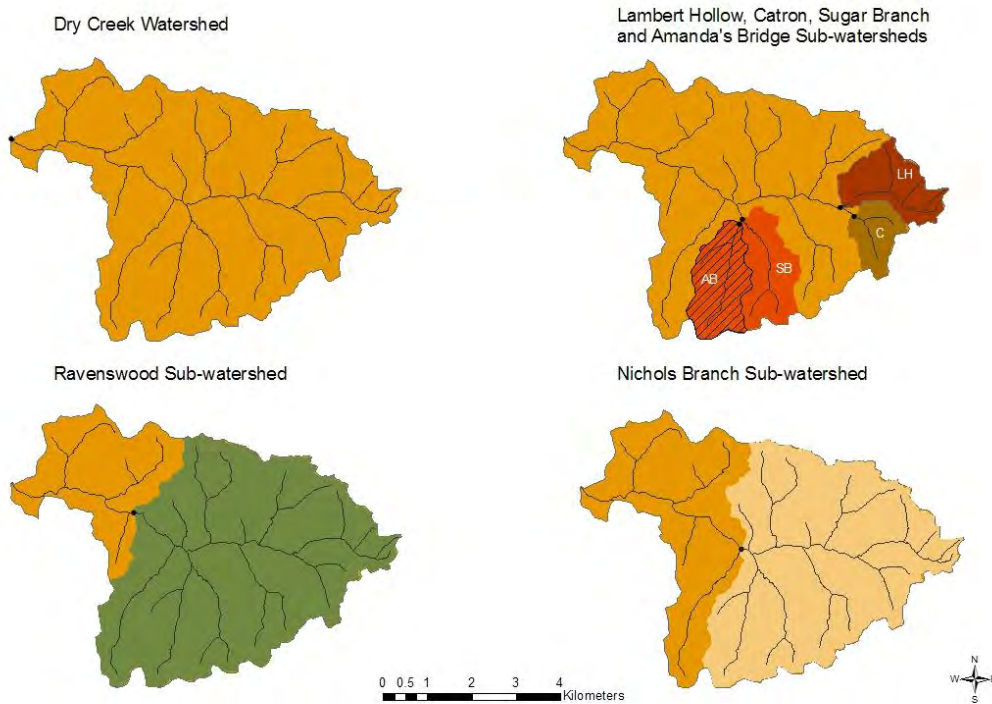 Dry Creek Watershed
Lambert Hollow, Catron, Sugar Branch
and Amanda's Bridge Sub-watersheds
LH
C
AB
SB
Ravenswood Sub-watershed
Nichols Branch Sub-watershed
0 0.5 1 2 3 4
Kilometers
N
W
S